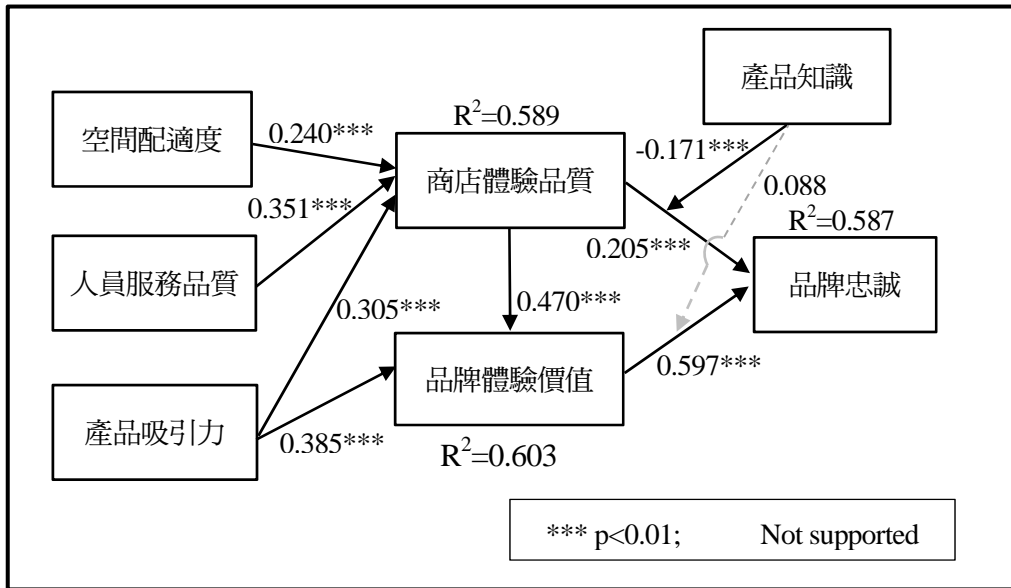 產品知識
空間配適度
0.240***
R²=0.589
商店體驗品質
-0.171***
0.088
0.351***
R²=0.587
0.205***
人員服務品質
品牌忠誠
0.305***
0.470***
品牌體驗價值
0.597***
產品吸引力
0.385***
R²=0.603
*** p<0.01; Not supported